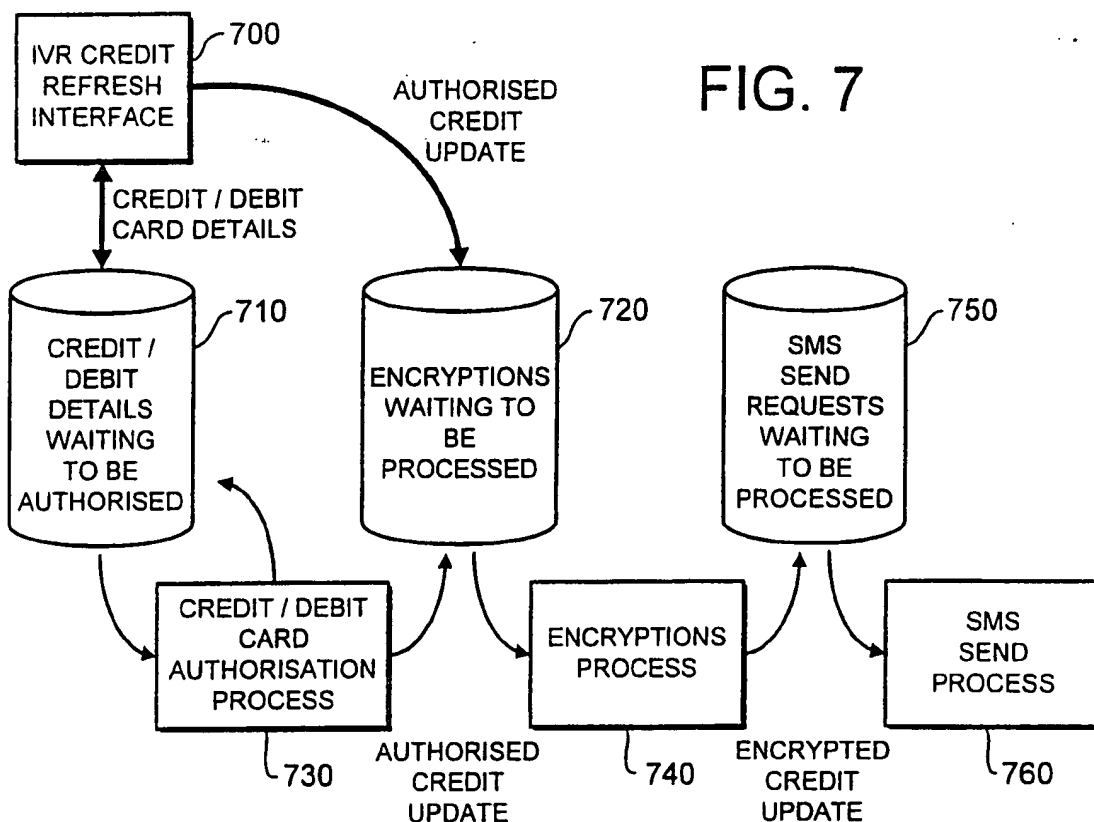 700
IVR CREDIT
REFRESH
INTERFACE
AUTHORISED
CREDIT
UPDATE
FIG. 7
CREDIT / DEBIT
CARD DETAILS
710
CREDIT /
DEBIT
DETAILS
WAITING
TO BE
AUTHORISED
720
ENCRYPTIONS
WAITING TO
BE
PROCESSED
750
SMS
SEND
REQUESTS
WAITING
TO BE
PROCESSED
CREDIT / DEBIT
CARD
AUTHORISATION
PROCESS
730
AUTHORISED
CREDIT
UPDATE
ENCRYPTIONS
PROCESS
740
ENCRYPTED
CREDIT
UPDATE
SMS
SEND
PROCESS
760